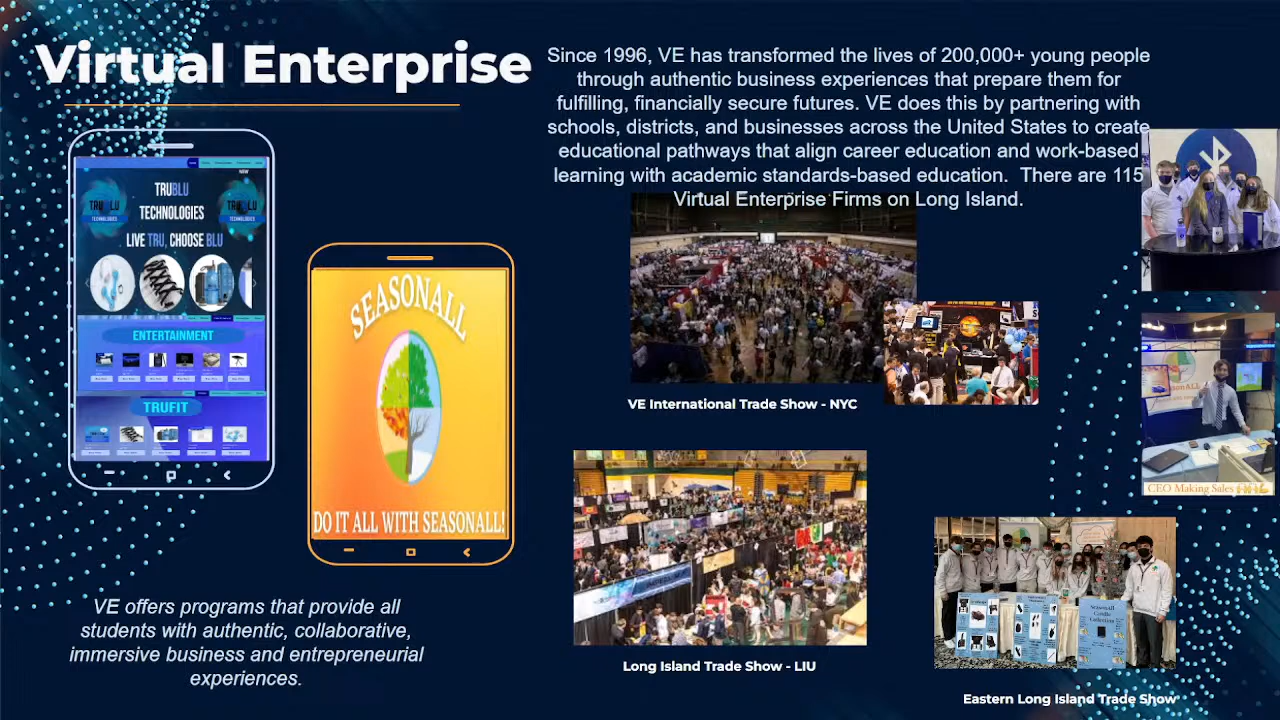 Virtual Enterprise
Since 1996, VE has transformed the lives of 200,000+ young people
through authentic business experiences that prepare them for
fulfilling, financially secure futures. VE does this by partnering with
schools, districts, and businesses across the United States to create
educational pathways that align career education and work-based
learning with academic standards-based education. There are 115
Virtual Enterprise Firms on Long Island.
TRUBLU
TECHNOLOGIES
LIVE TRU, CHOOSE BLU
ENTERTAINMENT
TRUFIT
SEASONALL
DO IT ALL WITH SEASONALL!
VE International Trade Show - NYC
CEO Making Sales
Long Island Trade Show - LIU
Seasonall
Candle
Collection
Eastern Long Island Trade Show
VE offers programs that provide all
students with authentic, collaborative,
immersive business and entrepreneurial
experiences.